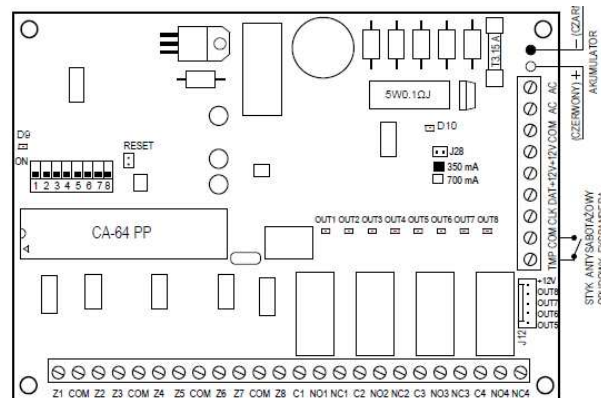 – (CZAR
T3,15 A
AKUMULATOR
(CZERWONY) +
5W0.1ΩJ
AC
AC
COM
+12V
+12V
DAT
CLK
COM
TMP
D9
ON
RESET
D10
J28
350 mA
700 mA
1 2 3 4 5 6 7 8
OUT1 OUT2 OUT3 OUT4 OUT5 OUT6 OUT7 OUT8
CA-64 PP
STYK ANTYSABOTAŻOWY
+12V
OUT8
OUT7
OUT6
OUT5
J12
Z1 COM Z2 Z3 COM Z4 Z5 COM Z6 Z7 COM Z8 C1 NO1 NC1 C2 NO2 NC2 C3 NO3 NC3 C4 NO4 NC4